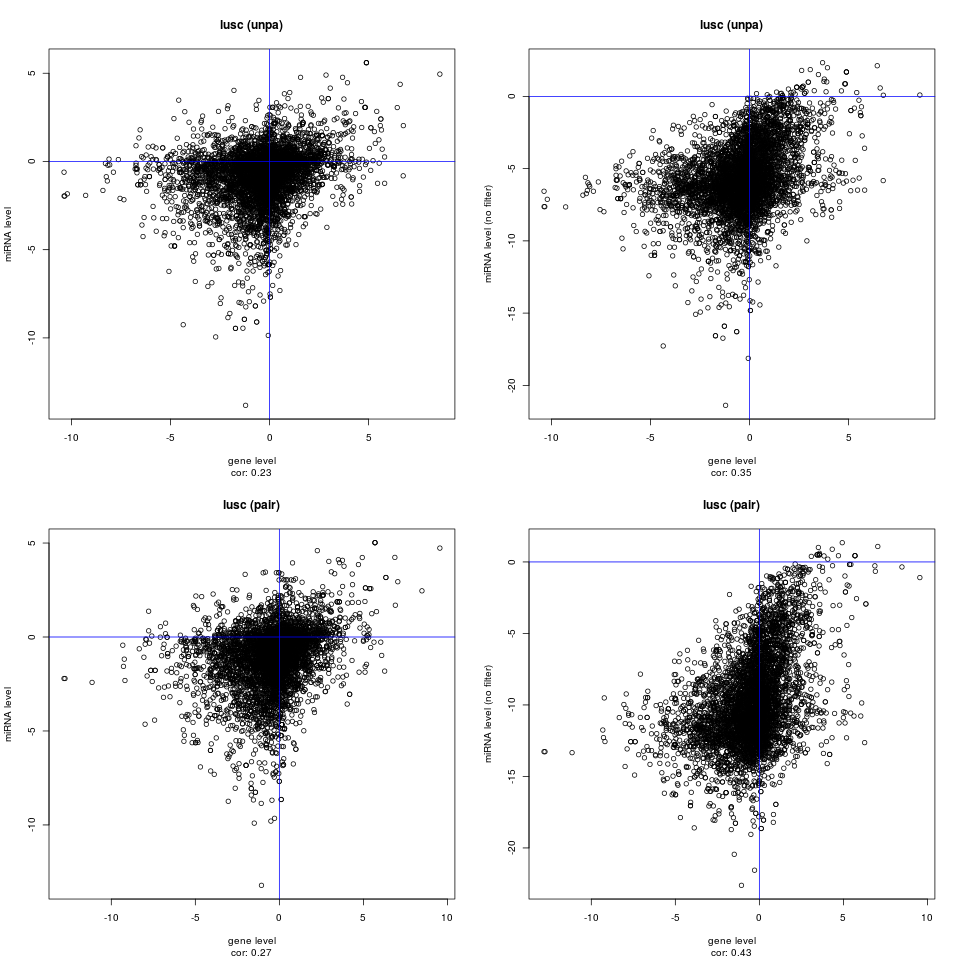 lusc (unpa)
miRNA level
5
0
-5
-10
-10 -5 0 5
gene level
cor: 0.23
lusc (unpa)
miRNA level (no filter)
0
-5
-10
-15
-20
-10 -5 0 5
gene level
cor: 0.35
lusc (pair)
miRNA level
5
0
-5
-10
-10 -5 0 5 10
gene level
cor: 0.27
lusc (pair)
miRNA level (no filter)
0
-5
-10
-15
-20
-10 -5 0 5 10
gene level
cor: 0.43